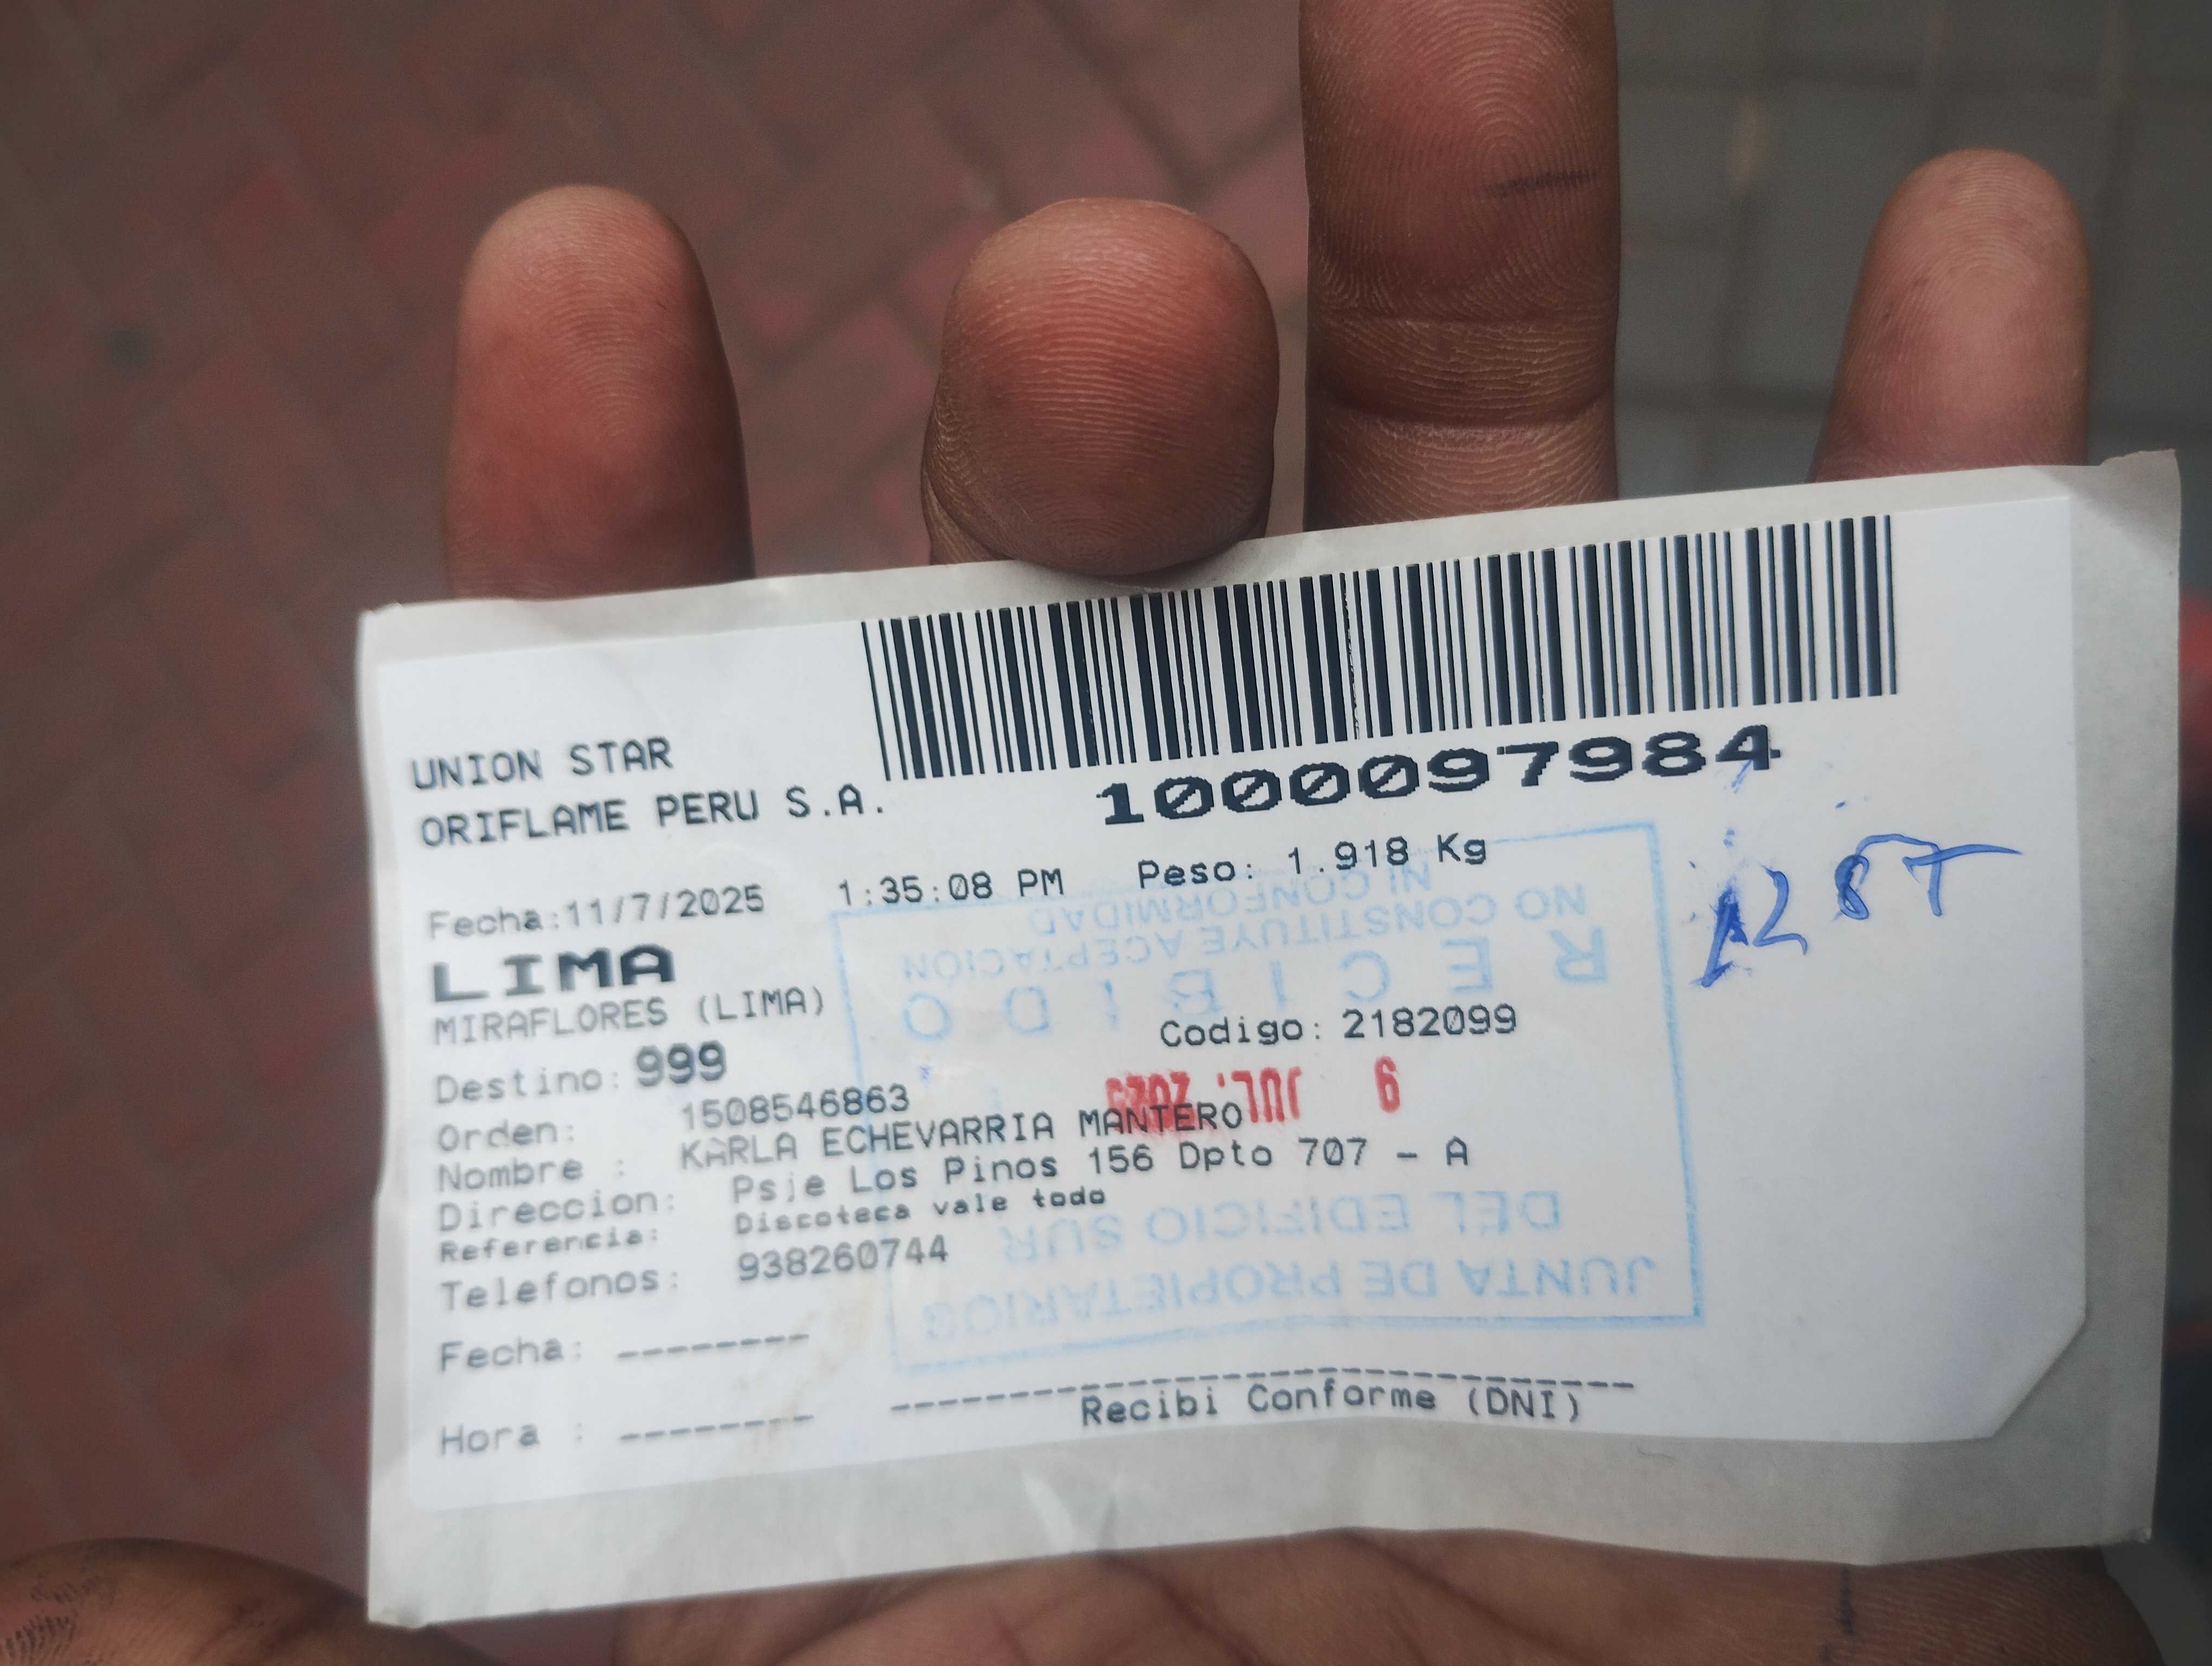 1000097984
UNION STAR
ORIFLAME PERU S.A.
Fecha:11/7/2025 1:35:08 PM Peso: 1.918 Kg
LIMA
MIRAFLORES (LIMA)
Destino: 999 Codigo: 2182099
Orden: 1508546863
Nombre : KARLA ECHEVARRIA MANTERO
Direccion: Psje Los Pinos 156 Dpto 707 - A
Referencia: Discoteca vale todo
Telefonos: 938260744
Fecha: --------
Hora : --------
Recibi Conforme (DNI)
JUNTA DE PROPIETARIOS
DEL EDIFICIO SUR
9 JUL. 2025
RECIBIDO
NO CONSTITUYE ACEPTACION
NI CONFORMIDAD